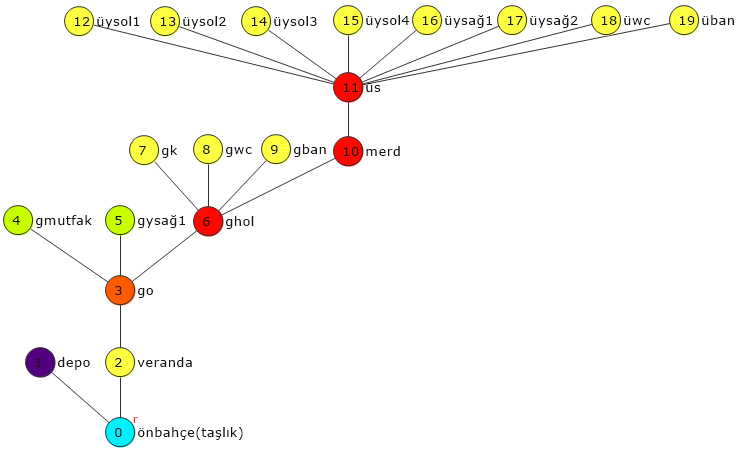 12 üysol1 13 üysol2 14 üysol3 15 üysol4 16 üysağ1 17 üysağ2 18 üwc 19 üban
11 üs
7 gk 8 gwc 9 gban 10 merd
4 gmutfak 5 gysağ1 6 ghol
3 go
1 depo 2 veranda
r
0 önbahçe(taşlık)